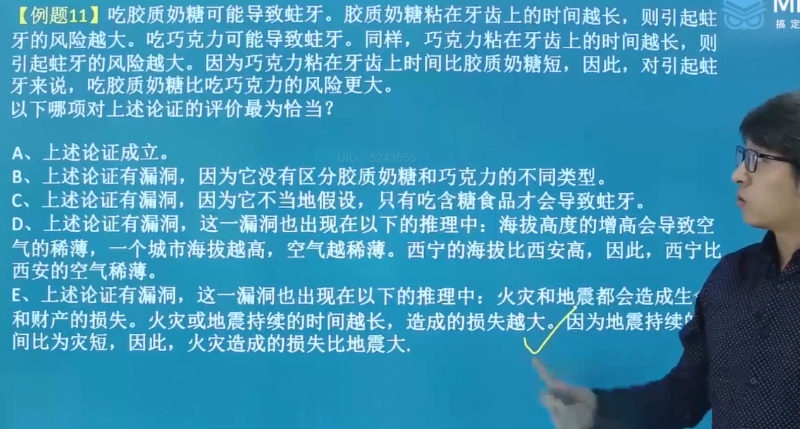 【例题11】吃胶质奶糖可能导致蛀牙。胶质奶糖粘在牙齿上的时间越长，则引起蛀
牙的风险越大。吃巧克力可能导致蛀牙。同样，巧克力粘在牙齿上的时间越长，则
引起蛀牙的风险越大。因为巧克力粘在牙齿上时间比胶质奶糖短，因此，对引起蛀
牙来说，吃胶质奶糖比吃巧克力的风险更大。
以下哪项对上述论证的评价最为恰当？
A、上述论证成立。
B、上述论证有漏洞，因为它没有区分胶质奶糖和巧克力的不同类型。
C、上述论证有漏洞，因为它不当地假设，只有吃含糖食品才会导致蛀牙。
D、上述论证有漏洞，这一漏洞也出现在以下的推理中：海拔高度的增高会导致空
气的稀薄，一个城市海拔越高，空气越稀薄。西宁的海拔比西安高，因此，西宁比
西安的空气稀薄。
E、上述论证有漏洞，这一漏洞也出现在以下的推理中：火灾和地震都会造成生
和财产的损失。火灾或地震持续的时间越长，造成的损失越大。因为地震持续
间比为灾短，因此，火灾造成的损失比地震大.
UID：5243556
搞定